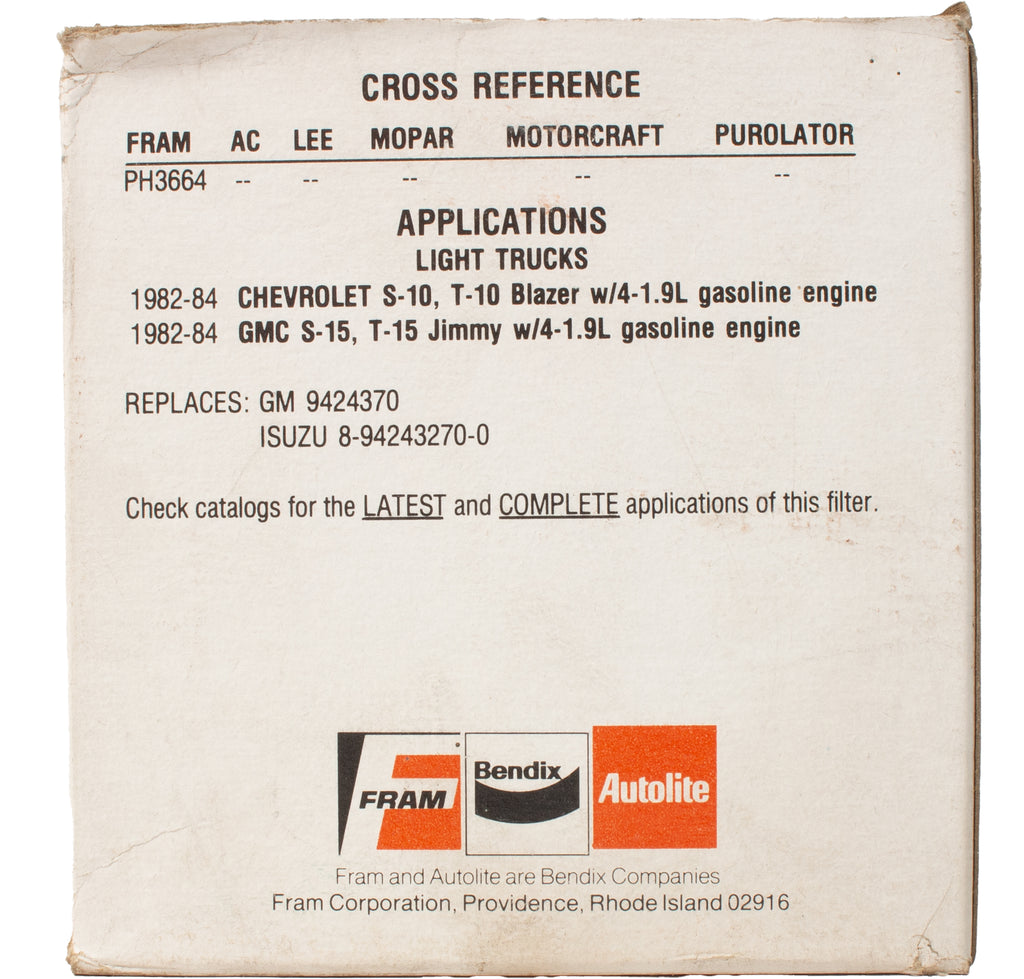 CROSS REFERENCE
FRAM AC LEE MOPAR MOTORCRAFT PUROLATOR
PH3664 -- -- -- -- --
APPLICATIONS
LIGHT TRUCKS
1982-84 CHEVROLET S-10, T-10 Blazer w/4-1.9L gasoline engine
1982-84 GMC S-15, T-15 Jimmy w/4-1.9L gasoline engine
REPLACES: GM 9424370
ISUZU 8-94243270-0
Check catalogs for the LATEST and COMPLETE applications of this filter.
FRAM Bendix Autolite
Fram and Autolite are Bendix Companies
Fram Corporation, Providence, Rhode Island 02916